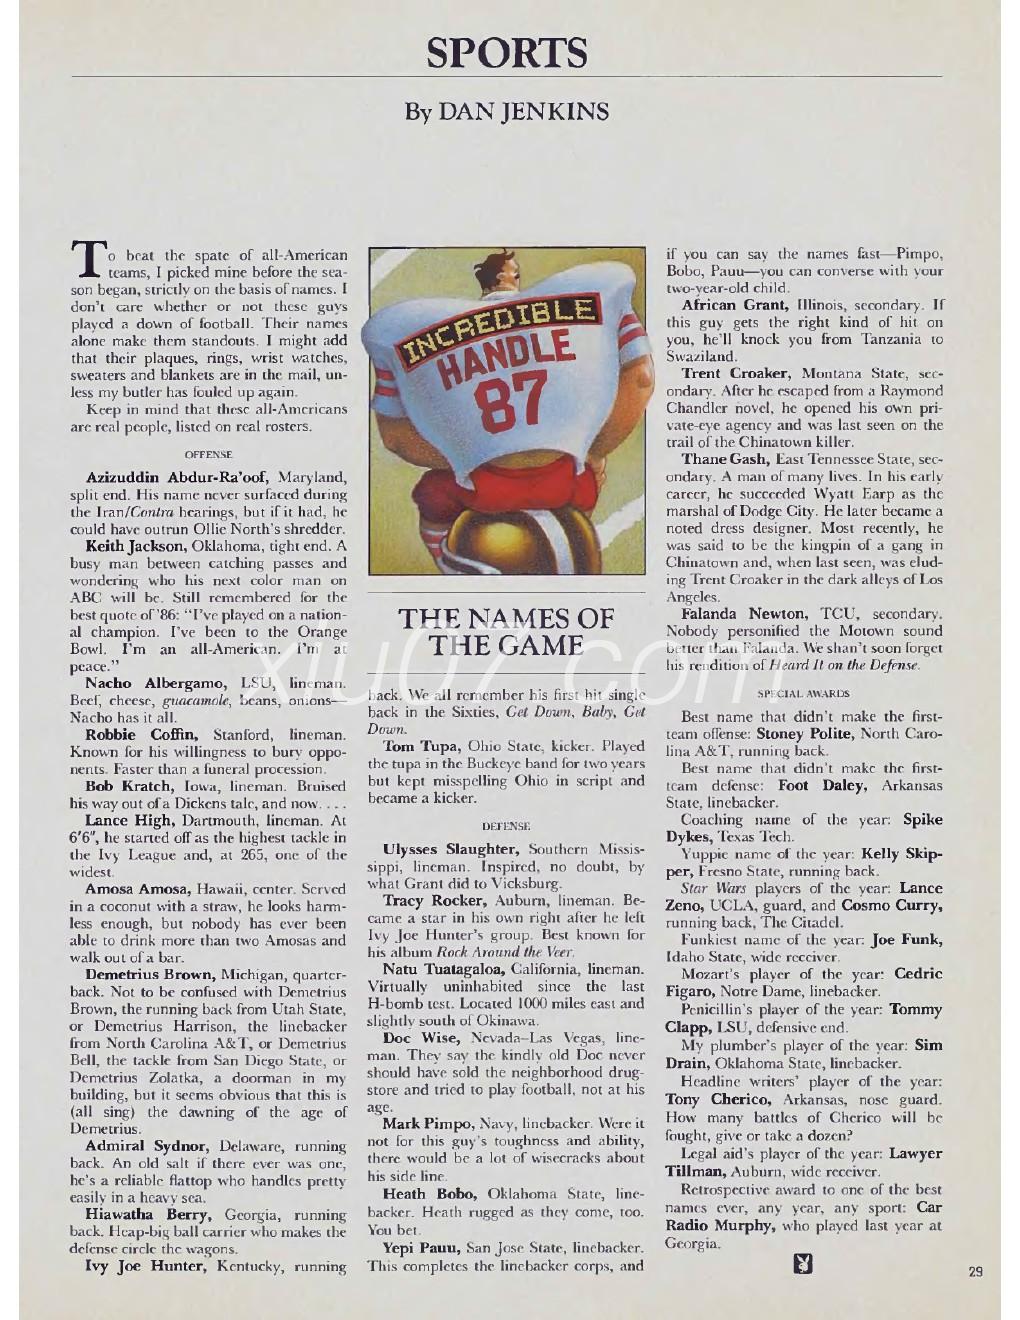 SPORTS
By DAN JENKINS
To beat the spate of all-American
teams, I picked mine before the sea-
son began, strictly on the basis of names. I
don't care whether or not these guys
played a down of football. Their names
alone make them standouts. I might add
that their plaques, rings, wrist watches,
sweaters and blankets are in the mail, un-
less my butler has fouled up again.
Keep in mind that these all-Americans
are real people, listed on real rosters.
OFFENSE
Azizuddin Abdur-Ra'oof, Maryland,
split end. His name never surfaced during
the Iran/Contra hearings, but if it had, he
could have outrun Ollie North's shredder.
Keith Jackson, Oklahoma, tight end. A
busy man between catching passes and
wondering who his next color man on
ABC will be. Still remembered for the
best quote of '86: "I've played on a nation-
al champion. I've been to the Orange
Bowl. I'm an all-American. I'm at
peace."
Nacho Albergamo, LSU, lineman.
Beef, cheese, guacamole, beans, onions—
Nacho has it all.
Robbie Coffin, Stanford, lineman.
Known for his willingness to bury oppo-
nents. Faster than a funeral procession.
Bob Kratch, Iowa, lineman. Bruised
his way out of a Dickens tale, and now. . . .
Lance High, Dartmouth, lineman. At
6'6", he started off as the highest tackle in
the Ivy League and, at 265, one of the
widest.
Amosa Amosa, Hawaii, center. Served
in a coconut with a straw, he looks harm-
less enough, but nobody has ever been
able to drink more than two Amosas and
walk out of a bar.
Demetrius Brown, Michigan, quarter-
back. Not to be confused with Demetrius
Brown, the running back from Utah State,
or Demetrius Harrison, the linebacker
from North Carolina A&T, or Demetrius
Bell, the tackle from San Diego State, or
Demetrius Zolatka, a doorman in my
building, but it seems obvious that this is
(all sing) the dawning of the age of
Demetrius.
Admiral Sydnor, Delaware, running
back. An old salt if there ever was one,
he's a reliable flattop who handles pretty
easily in a heavy sea.
Hiawatha Berry, Georgia, running
back. Heap-big ball carrier who makes the
defense circle the wagons.
Ivy Joe Hunter, Kentucky, running
INCREDIBLE
HANDLE
87
THE NAMES OF
THE GAME
back. We all remember his first hit single
back in the Sixties, Get Down, Baby, Get
Down.
Tom Tupa, Ohio State, kicker. Played
the tupa in the Buckeye band for two years
but kept misspelling Ohio in script and
became a kicker.
DEFENSE
Ulysses Slaughter, Southern Missis-
sippi, lineman. Inspired, no doubt, by
what Grant did to Vicksburg.
Tracy Rocker, Auburn, lineman. Be-
came a star in his own right after he left
Ivy Joe Hunter's group. Best known for
his album Rock Around the Veer.
Natu Tuatagaloa, California, lineman.
Virtually uninhabited since the last
H-bomb test. Located 1000 miles east and
slightly south of Okinawa.
Doc Wise, Nevada–Las Vegas, line-
man. They say the kindly old Doc never
should have sold the neighborhood drug-
store and tried to play football, not at his
age.
Mark Pimpo, Navy, linebacker. Were it
not for this guy's toughness and ability,
there would be a lot of wisecracks about
his side line.
Heath Bobo, Oklahoma State, line-
backer. Heath rugged as they come, too.
You bet.
Yepi Pauu, San Jose State, linebacker.
This completes the linebacker corps, and
if you can say the names fast—Pimpo,
Bobo, Pauu—you can converse with your
two-year-old child.
African Grant, Illinois, secondary. If
this guy gets the right kind of hit on
you, he'll knock you from Tanzania to
Swaziland.
Trent Croaker, Montana State, sec-
ondary. After he escaped from a Raymond
Chandler novel, he opened his own pri-
vate-eye agency and was last seen on the
trail of the Chinatown killer.
Thane Gash, East Tennessee State, sec-
ondary. A man of many lives. In his early
career, he succeeded Wyatt Earp as the
marshal of Dodge City. He later became a
noted dress designer. Most recently, he
was said to be the kingpin of a gang in
Chinatown and, when last seen, was elud-
ing Trent Croaker in the dark alleys of Los
Angeles.
Falanda Newton, TCU, secondary.
Nobody personified the Motown sound
better than Falanda. We shan't soon forget
his rendition of Heard It on the Defense.
SPECIAL AWARDS
Best name that didn't make the first-
team offense: Stoney Polite, North Caro-
lina A&T, running back.
Best name that didn't make the first-
team defense: Foot Daley, Arkansas
State, linebacker.
Coaching name of the year: Spike
Dykes, Texas Tech.
Yuppie name of the year: Kelly Skip-
per, Fresno State, running back.
Star Wars players of the year: Lance
Zeno, UCLA, guard, and Cosmo Curry,
running back, The Citadel.
Funkiest name of the year: Joe Funk,
Idaho State, wide receiver.
Mozart's player of the year: Cedric
Figaro, Notre Dame, linebacker.
Penicillin's player of the year: Tommy
Clapp, LSU, defensive end.
My plumber's player of the year: Sim
Drain, Oklahoma State, linebacker.
Headline writers' player of the year:
Tony Cherico, Arkansas, nose guard.
How many battles of Cherico will be
fought, give or take a dozen?
Legal aid's player of the year: Lawyer
Tillman, Auburn, wide receiver.
Retrospective award to one of the best
names ever, any year, any sport: Car
Radio Murphy, who played last year at
Georgia.
29